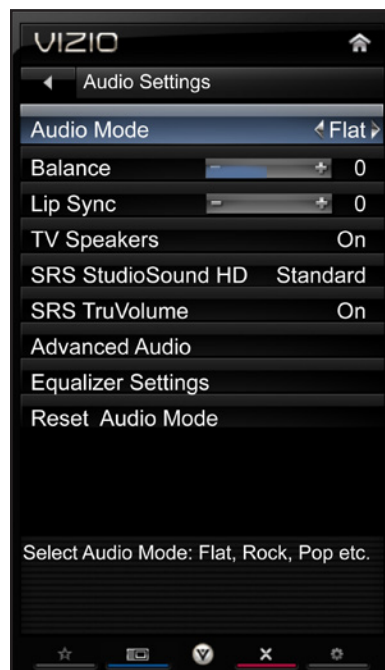 VIZIO
Audio Settings
Audio Mode Flat
Balance - + 0
Lip Sync - + 0
TV Speakers On
SRS StudioSound HD Standard
SRS TruVolume On
Advanced Audio
Equalizer Settings
Reset Audio Mode
Select Audio Mode: Flat, Rock, Pop etc.
V